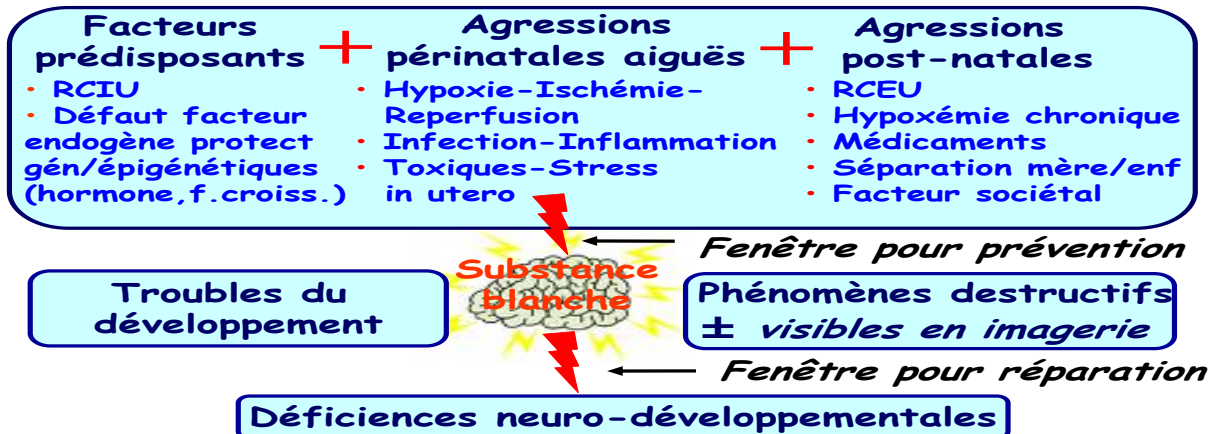 Facteurs
prédisposants
• RCIU
• Défaut facteur
endogène protect
gén/épigénétiques
(hormone,f.croiss.)
+
Agressions
périnatales aiguës
• Hypoxie-Ischémie-
Reperfusion
• Infection-Inflammation
• Toxiques-Stress
in utero
+
Agressions
post-natales
• RCEU
• Hypoxémie chronique
• Médicaments
• Séparation mère/enf
• Facteur sociétal
Fenêtre pour prévention
Troubles du
développement
Substance
blanche
Phénomènes destructifs
± visibles en imagerie
Fenêtre pour réparation
Déficiences neuro-développementales